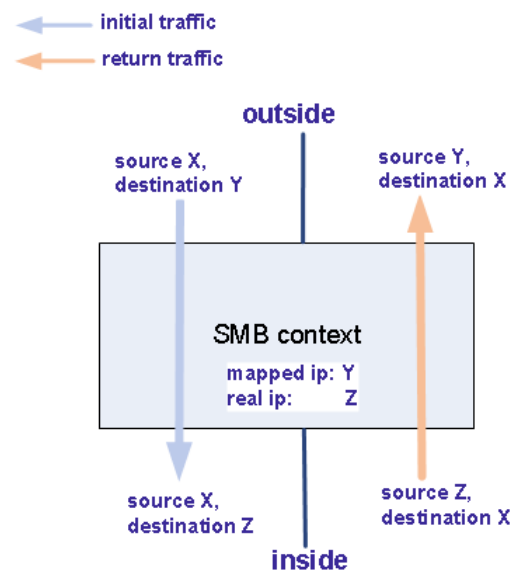 initial traffic
return traffic
outside
source X,
destination Y
source Y,
destination X
SMB context
mapped ip: Y
real ip: Z
source X,
destination Z
source Z,
destination X
inside